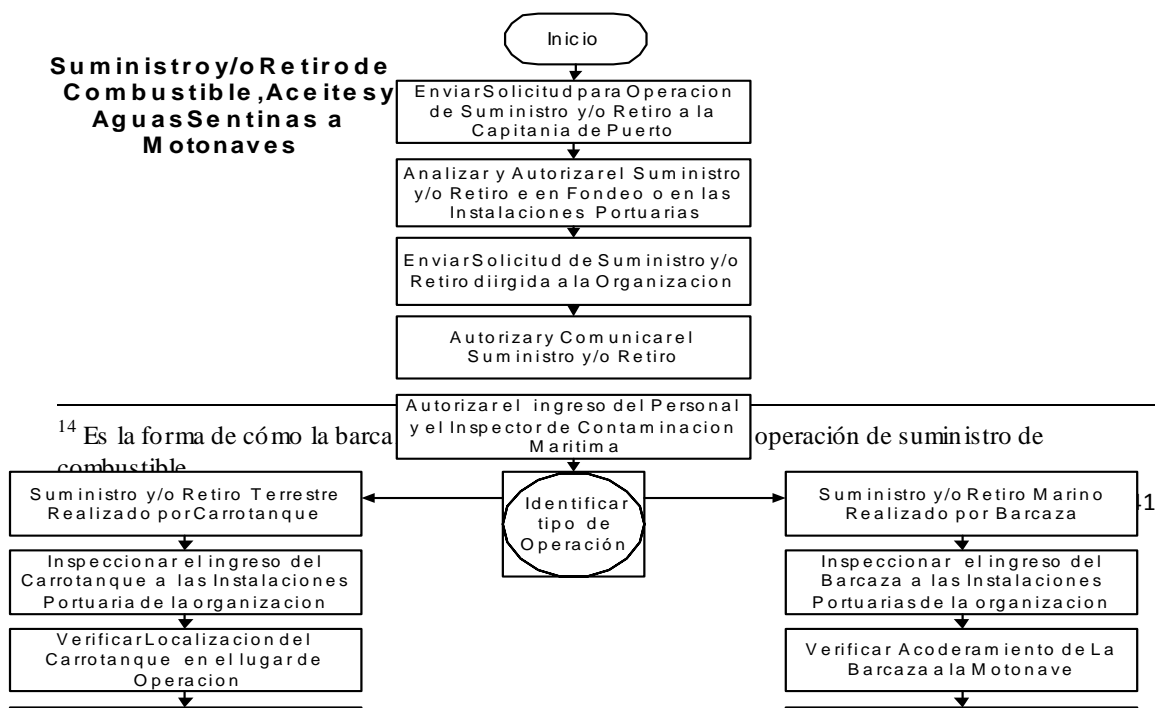 Inicio
Suministro y/o Retiro de
Combustible, Aceites y
Aguas Sentinas a
Motonaves
Enviar Solicitud para Operacion
de Suministro y/o Retiro a la
Capitania de Puerto
Analizar y Autorizar el Suministro
y/o Retiro e en Fondeo o en las
Instalaciones Portuarias
Enviar Solicitud de Suministro y/o
Retiro diirgida a la Organizacion
Autorizar y Comunicar el
Suministro y/o Retiro
Autorizar el ingreso del Personal
y el Inspector de Contaminacion
Maritima
14 Es la forma de cómo la barca operación de suministro de
combustible
Suministro y/o Retiro Terrestre
Realizado por Carrotanque
Identificar
tipo de
Operación
Suministro y/o Retiro Marino
Realizado por Barcaza
41
Inspeccionar el ingreso del
Carrotanque a las Instalaciones
Portuaria de la organizacion
Inspeccionar el ingreso del
Barcaza a las Instalaciones
Portuarias de la organizacion
Verificar Localizacion del
Carrotanque en el lugar de
Operacion
Verificar Acoderamiento de La
Barcaza a la Motonave